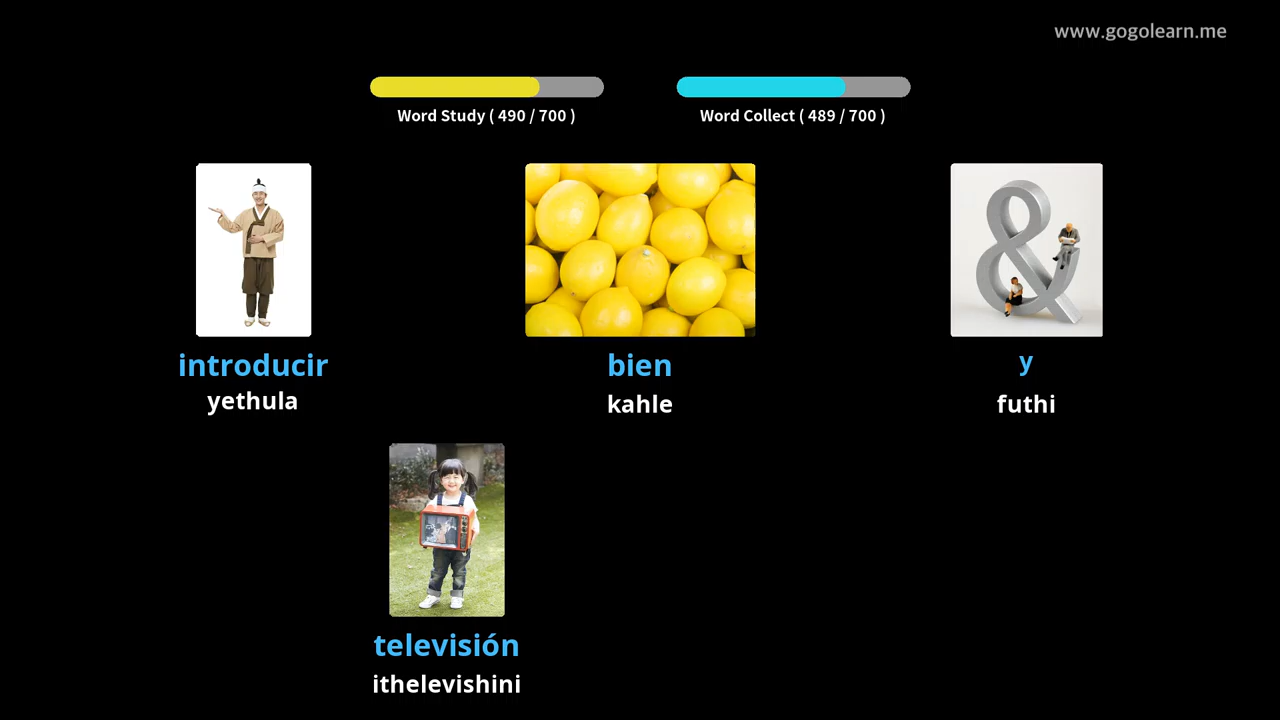 www.gogolearn.me
Word Study ( 490 / 700 )
Word Collect ( 489 / 700 )
introducir
yethula
bien
kahle
y
futhi
&
televisión
ithelevishini